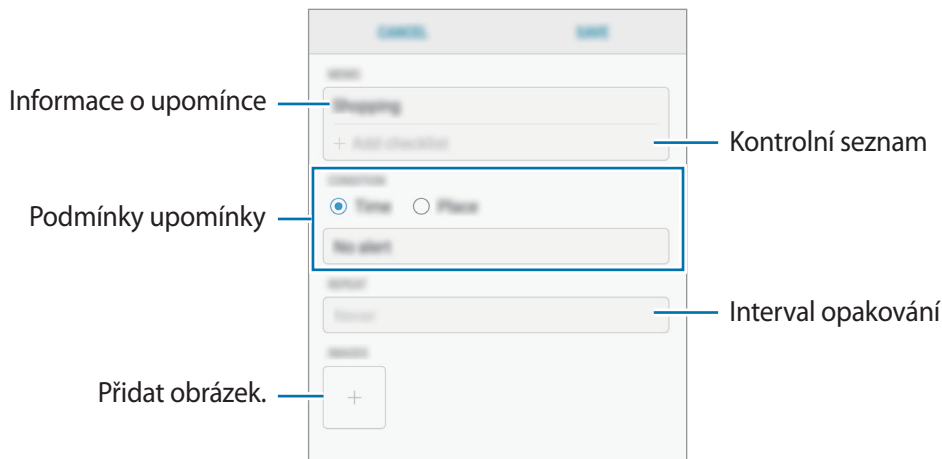 CANCEL
SAVE
MEMO
Informace o upomínce
Shopping
+ Add checklist
Kontrolní seznam
CONDITION
Podmínky upomínky
Time
Place
No alert
REPEAT
Never
Interval opakování
IMAGES
Přidat obrázek.
+